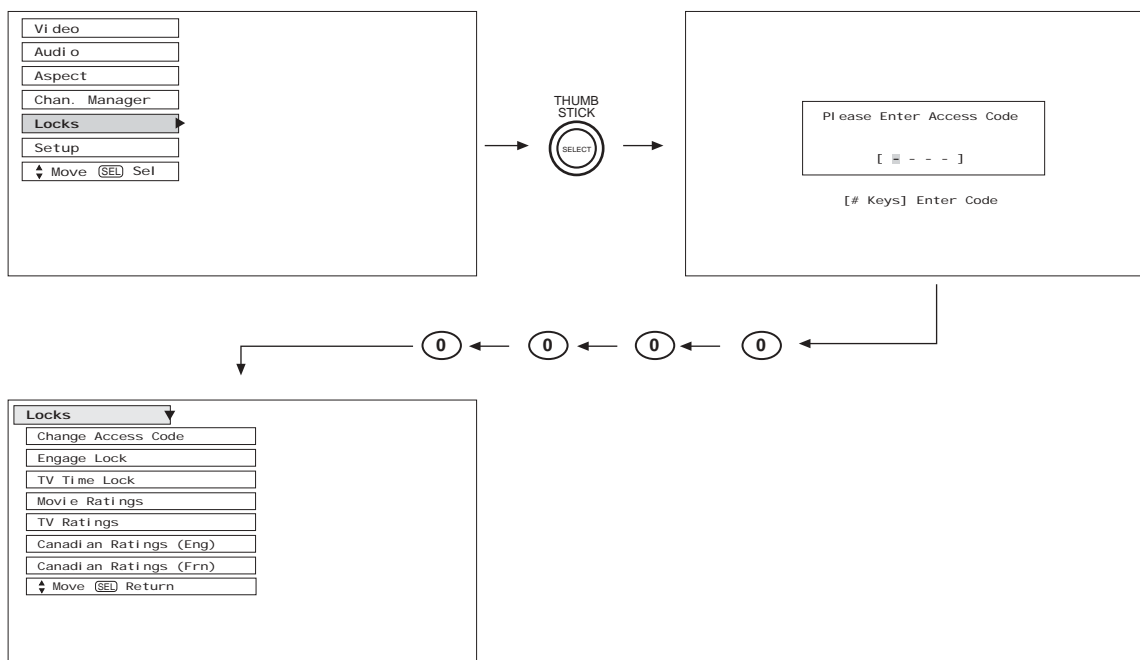 Video
Audio
Aspect
Chan. Manager
Locks
Setup
Move SEL Sel
THUMB
STICK
SELECT
Please Enter Access Code
[ - - - - ]
[# Keys] Enter Code
0 0 0 0
Locks
Change Access Code
Engage Lock
TV Time Lock
Movie Ratings
TV Ratings
Canadian Ratings (Eng)
Canadian Ratings (Frn)
Move SEL Return